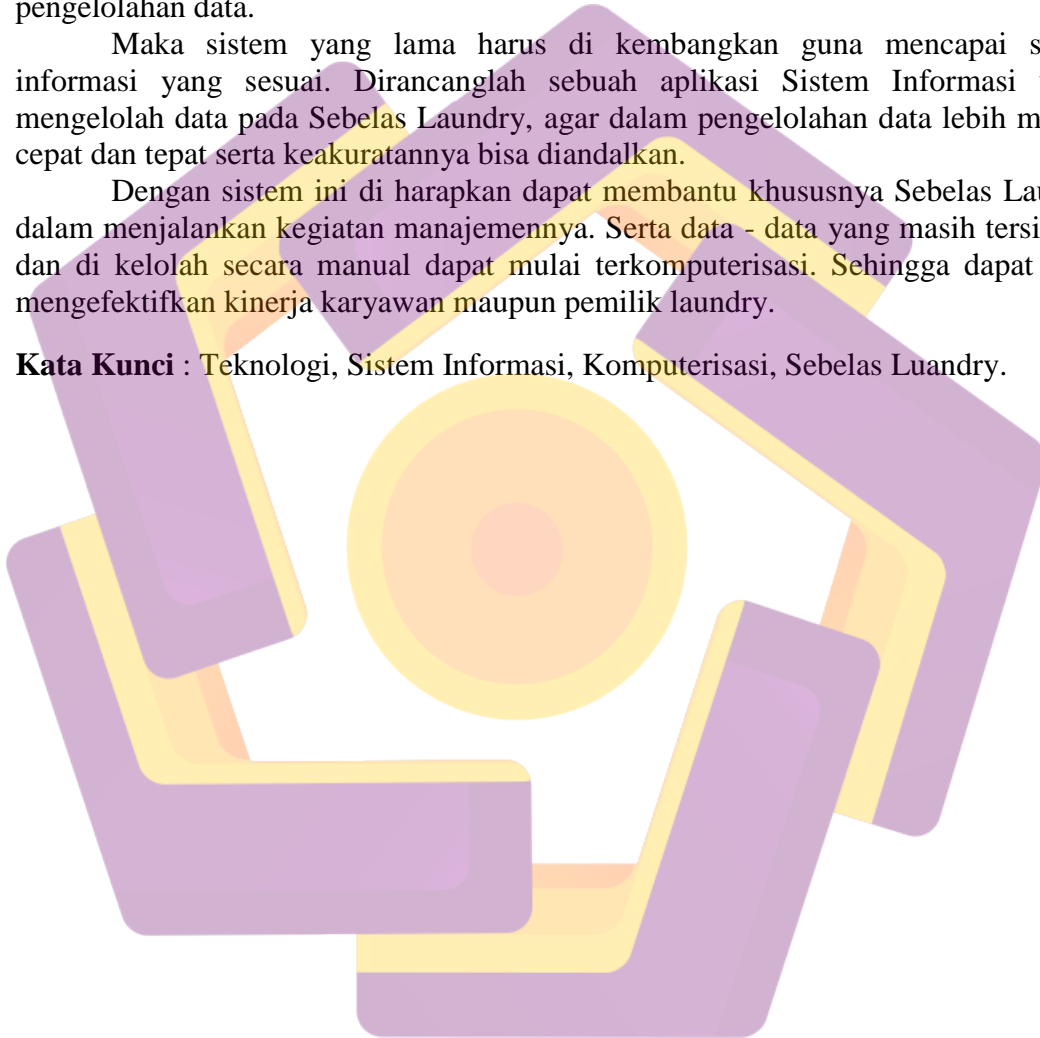 pengelolahan data.
Maka sistem yang lama harus di kembangkan guna mencapai
informasi yang sesuai. Dirancanglah sebuah aplikasi Sistem Informasi
mengelolah data pada Sebelas Laundry, agar dalam pengelolahan data lebih
cepat dan tepat serta keakuratannya bisa diandalkan.
Dengan sistem ini di harapkan dapat membantu khususnya Sebelas
dalam menjalankan kegiatan manajemennya. Serta data - data yang masih
dan di kelolah secara manual dapat mulai terkomputerisasi. Sehingga dapat
mengefektifkan kinerja karyawan maupun pemilik laundry.
Kata Kunci : Teknologi, Sistem Informasi, Komputerisasi, Sebelas Luandry.